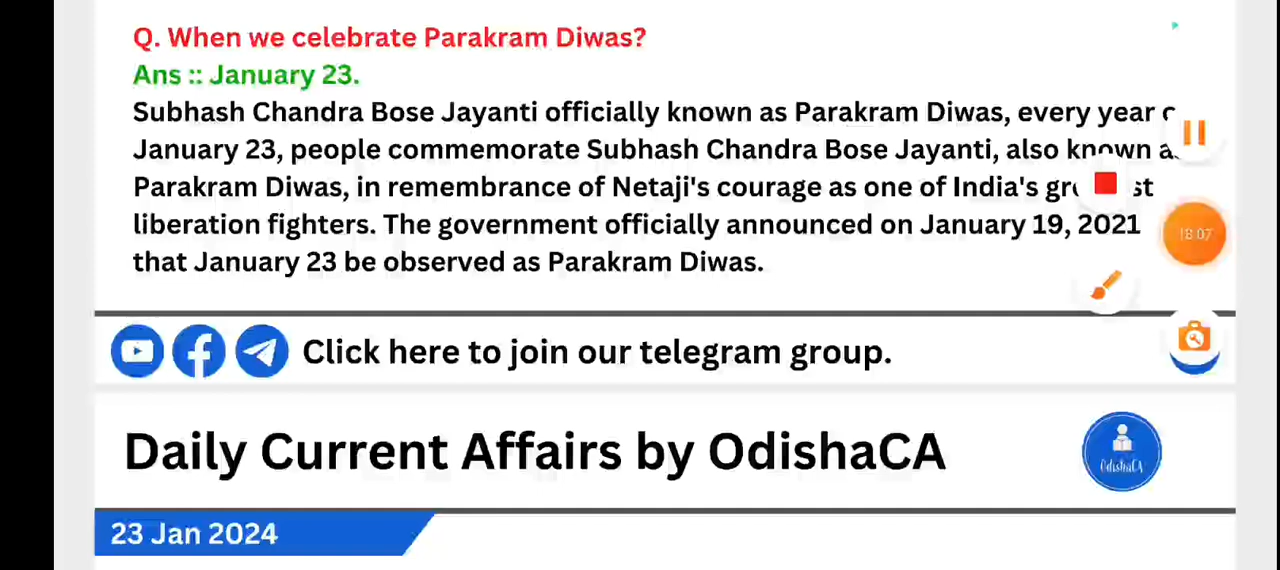 Q. When we celebrate Parakram Diwas?
Ans :: January 23.
Subhash Chandra Bose Jayanti officially known as Parakram Diwas, every year
January 23, people commemorate Subhash Chandra Bose Jayanti, also known
Parakram Diwas, in remembrance of Netaji's courage as one of India's
liberation fighters. The government officially announced on January 19, 2021
that January 23 be observed as Parakram Diwas.
18:07
Click here to join our telegram group.
Daily Current Affairs by OdishaCA
OdishaCA
23 Jan 2024